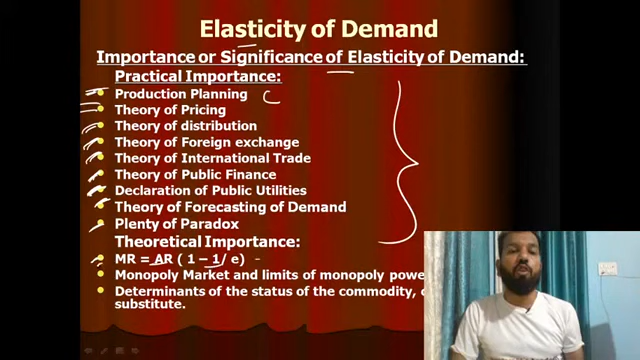 Elasticity of Demand
Importance or Significance of Elasticity of Demand:
Practical Importance:
Production Planning
Theory of Pricing
Theory of distribution
Theory of Foreign exchange
Theory of International Trade
Theory of Public Finance
Declaration of Public Utilities
Theory of Forecasting of Demand
Plenty of Paradox
Theoretical Importance:
MR = AR ( 1 – 1/ e)
Monopoly Market and limits of monopoly powe
Determinants of the status of the commodity,
substitute.